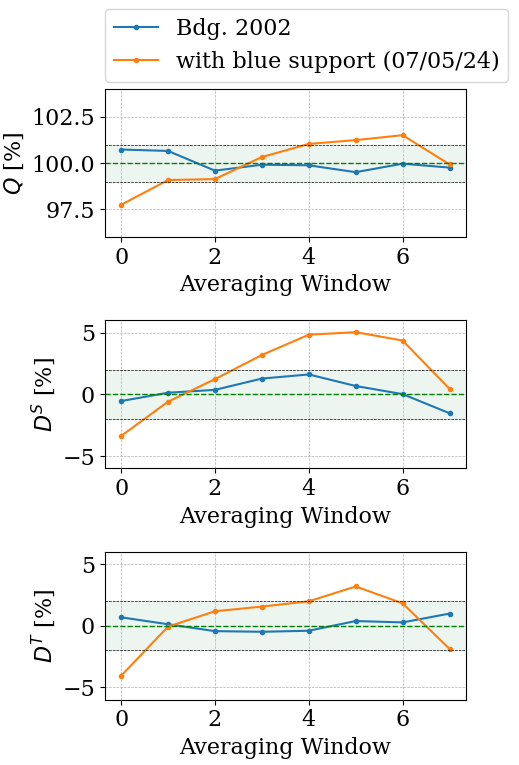 Bdg. 2002
with blue support (07/05/24)
Q [%]
102.5
100.0
97.5
0 2 4 6
Averaging Window
D^S [%]
5
0
−5
0 2 4 6
Averaging Window
D^T [%]
5
0
−5
0 2 4 6
Averaging Window